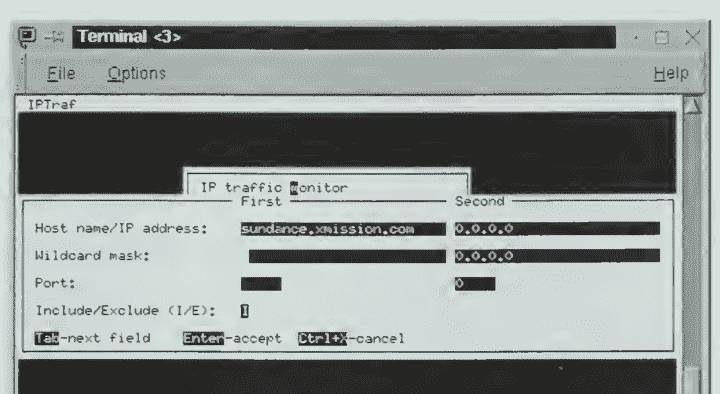 Terminal <3>
File Options Help
IPTraf
IP traffic monitor
First Second
Host name/IP address: sundance.xmission.com 0.0.0.0
Wildcard mask: 0.0.0.0
Port: 0
Include/Exclude (I/E): I
Tab-next field Enter-accept Ctrl+X-cancel